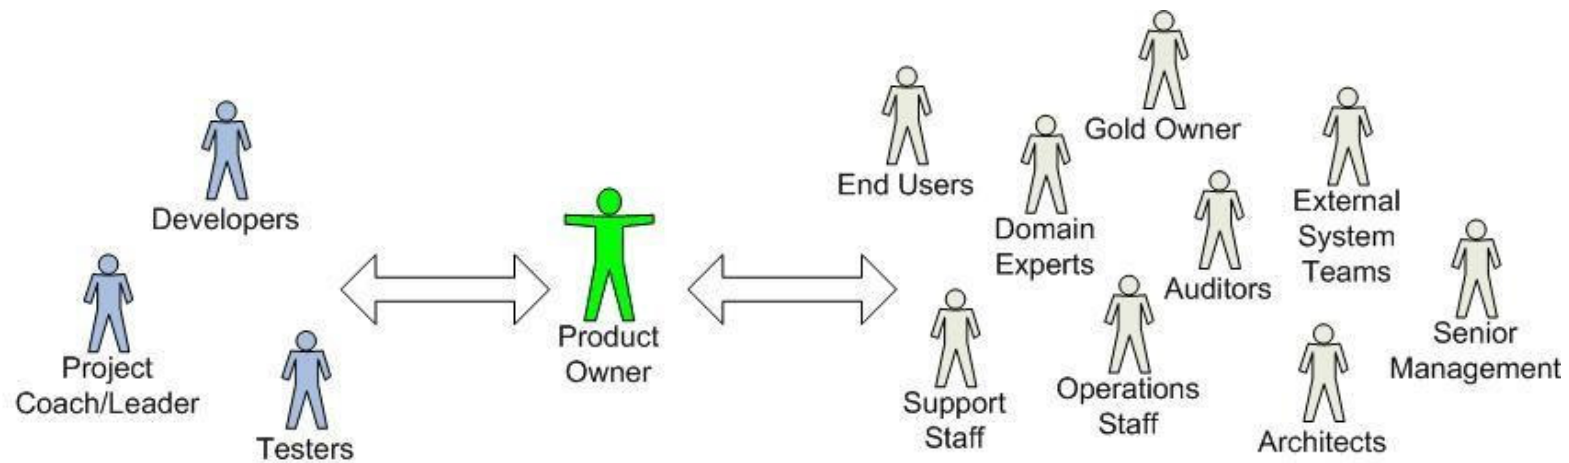 Developers
Project
Coach/Leader
Testers
Product
Owner
End Users
Gold Owner
Domain
Experts
External
System
Teams
Auditors
Senior
Management
Support
Staff
Operations
Staff
Architects